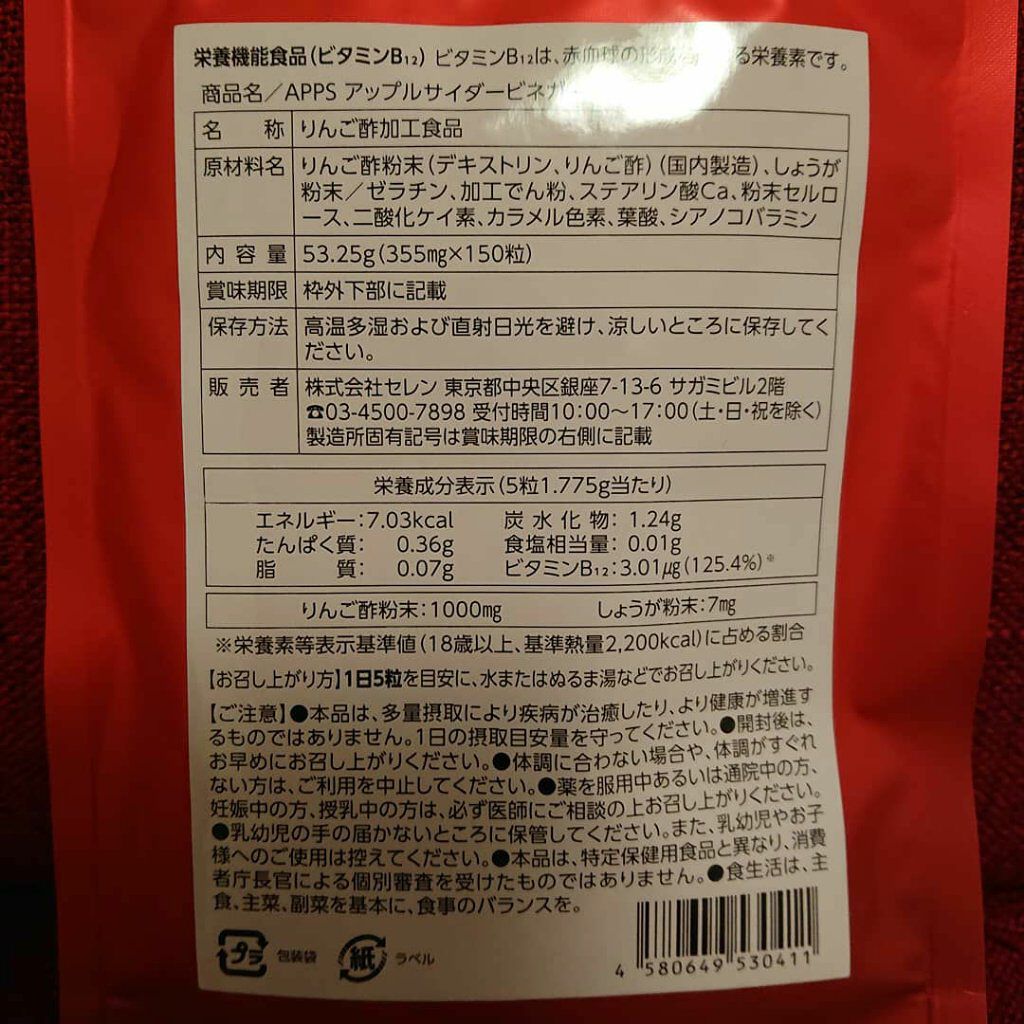 栄養機能食品(ビタミンB₁₂) ビタミンB₁₂は、赤血球の形 る栄養素です。
商品名/APPS アップルサイダービネガ
名称 りんご酢加工食品
原材料名 りんご酢粉末(デキストリン、りんご酢)(国内製造)、しょうが
粉末/ゼラチン、加工でん粉、ステアリン酸Ca、粉末セルロ
ース、二酸化ケイ素、カラメル色素、葉酸、シアノコバラミン
内容量 53.25g(355㎎×150粒)
賞味期限 枠外下部に記載
保存方法 高温多湿および直射日光を避け、涼しいところに保存してく
ださい。
販売者 株式会社セレン 東京都中央区銀座7-13-6 サガミビル2階
☎03-4500-7898 受付時間10:00〜17:00(土・日・祝を除く)
製造所固有記号は賞味期限の右側に記載
栄養成分表示(5粒1.775g当たり)
エネルギー:7.03kcal 炭水化物: 1.24g
たんぱく質: 0.36g 食塩相当量: 0.01g
脂質: 0.07g ビタミンB₁₂:3.01㎍(125.4%)※
りんご酢粉末:1000㎎ しょうが粉末:7㎎
※栄養素等表示基準値(18歳以上、基準熱量2,200kcal)に占める割合
【お召し上がり方】1日5粒を目安に、水またはぬるま湯などでお召し上がりください。
【ご注意】●本品は、多量摂取により疾病が治癒したり、より健康が増進す
るものではありません。1日の摂取目安量を守ってください。●開封後は、
お早めにお召し上がりください。●体調に合わない場合や、体調がすぐれ
ない方は、ご利用を中止してください。●薬を服用中あるいは通院中の方、
妊娠中の方、授乳中の方は、必ず医師にご相談の上お召し上がりください。
●乳幼児の手の届かないところに保管してください。また、乳幼児やお子
様へのご使用は控えてください。●本品は、特定保健用食品と異なり、消費
者庁長官による個別審査を受けたものではありません。●食生活は、主
食、主菜、副菜を基本に、食事のバランスを。
プラ 包装袋 紙 ラベル
4 580649 530411